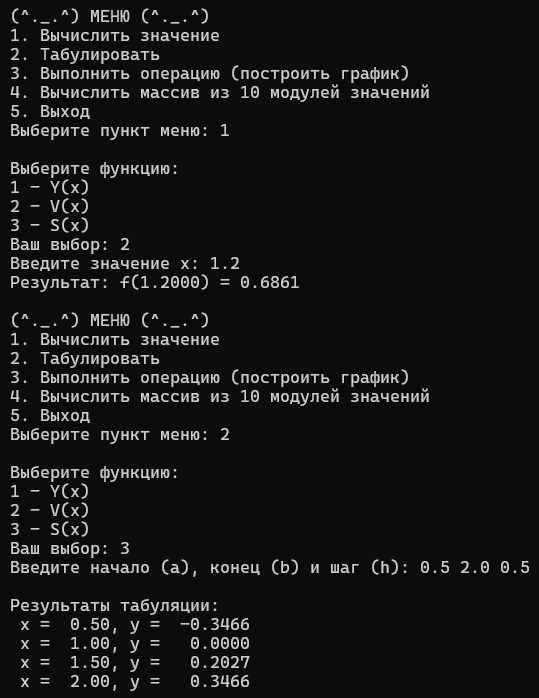 (^._.^) МЕНЮ (^._.^)
1. Вычислить значение
2. Табулировать
3. Выполнить операцию (построить график)
4. Вычислить массив из 10 модулей значений
5. Выход
Выберите пункт меню: 1
Выберите функцию:
1 – Y(x)
2 – V(x)
3 – S(x)
Ваш выбор: 2
Введите значение x: 1.2
Результат: f(1.2000) = 0.6861
(^._.^) МЕНЮ (^._.^)
1. Вычислить значение
2. Табулировать
3. Выполнить операцию (построить график)
4. Вычислить массив из 10 модулей значений
5. Выход
Выберите пункт меню: 2
Выберите функцию:
1 – Y(x)
2 – V(x)
3 – S(x)
Ваш выбор: 3
Введите начало (a), конец (b) и шаг (h): 0.5 2.0 0.5
Результаты табуляции:
x =  0.50, y =  -0.3466
x =  1.00, y =   0.0000
x =  1.50, y =   0.2027
x =  2.00, y =   0.3466